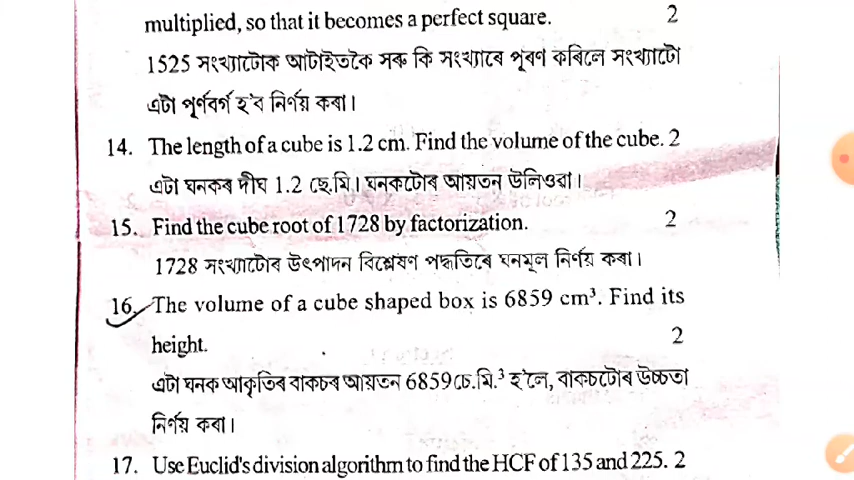 multiplied, so that it becomes a perfect square. 2
1525 সংখ্যাটোক আটাইতকৈ সৰু কি সংখ্যাৰে পূৰণ কৰিলে সংখ্যাটো
এটা পূৰ্ণবৰ্গ হ'ব নিৰ্ণয় কৰা।
14. The length of a cube is 1.2 cm. Find the volume of the cube. 2
এটা ঘনকৰ দীঘ 1.2 ছে.মি। ঘনকটোৰ আয়তন উলিওৱা।
15. Find the cube root of 1728 by factorization. 2
1728 সংখ্যাটোৰ উৎপাদন বিশ্লেষণ পদ্ধতিৰে ঘনমূল নিৰ্ণয় কৰা।
16. The volume of a cube shaped box is 6859 cm³. Find its
height. 2
এটা ঘনক আকৃতিৰ বাকচৰ আয়তন 6859 চে.মি.³ হ'লে, বাকচটোৰ উচ্চতা
নিৰ্ণয় কৰা।
17. Use Euclid's division algorithm to find the HCF of 135 and 225. 2